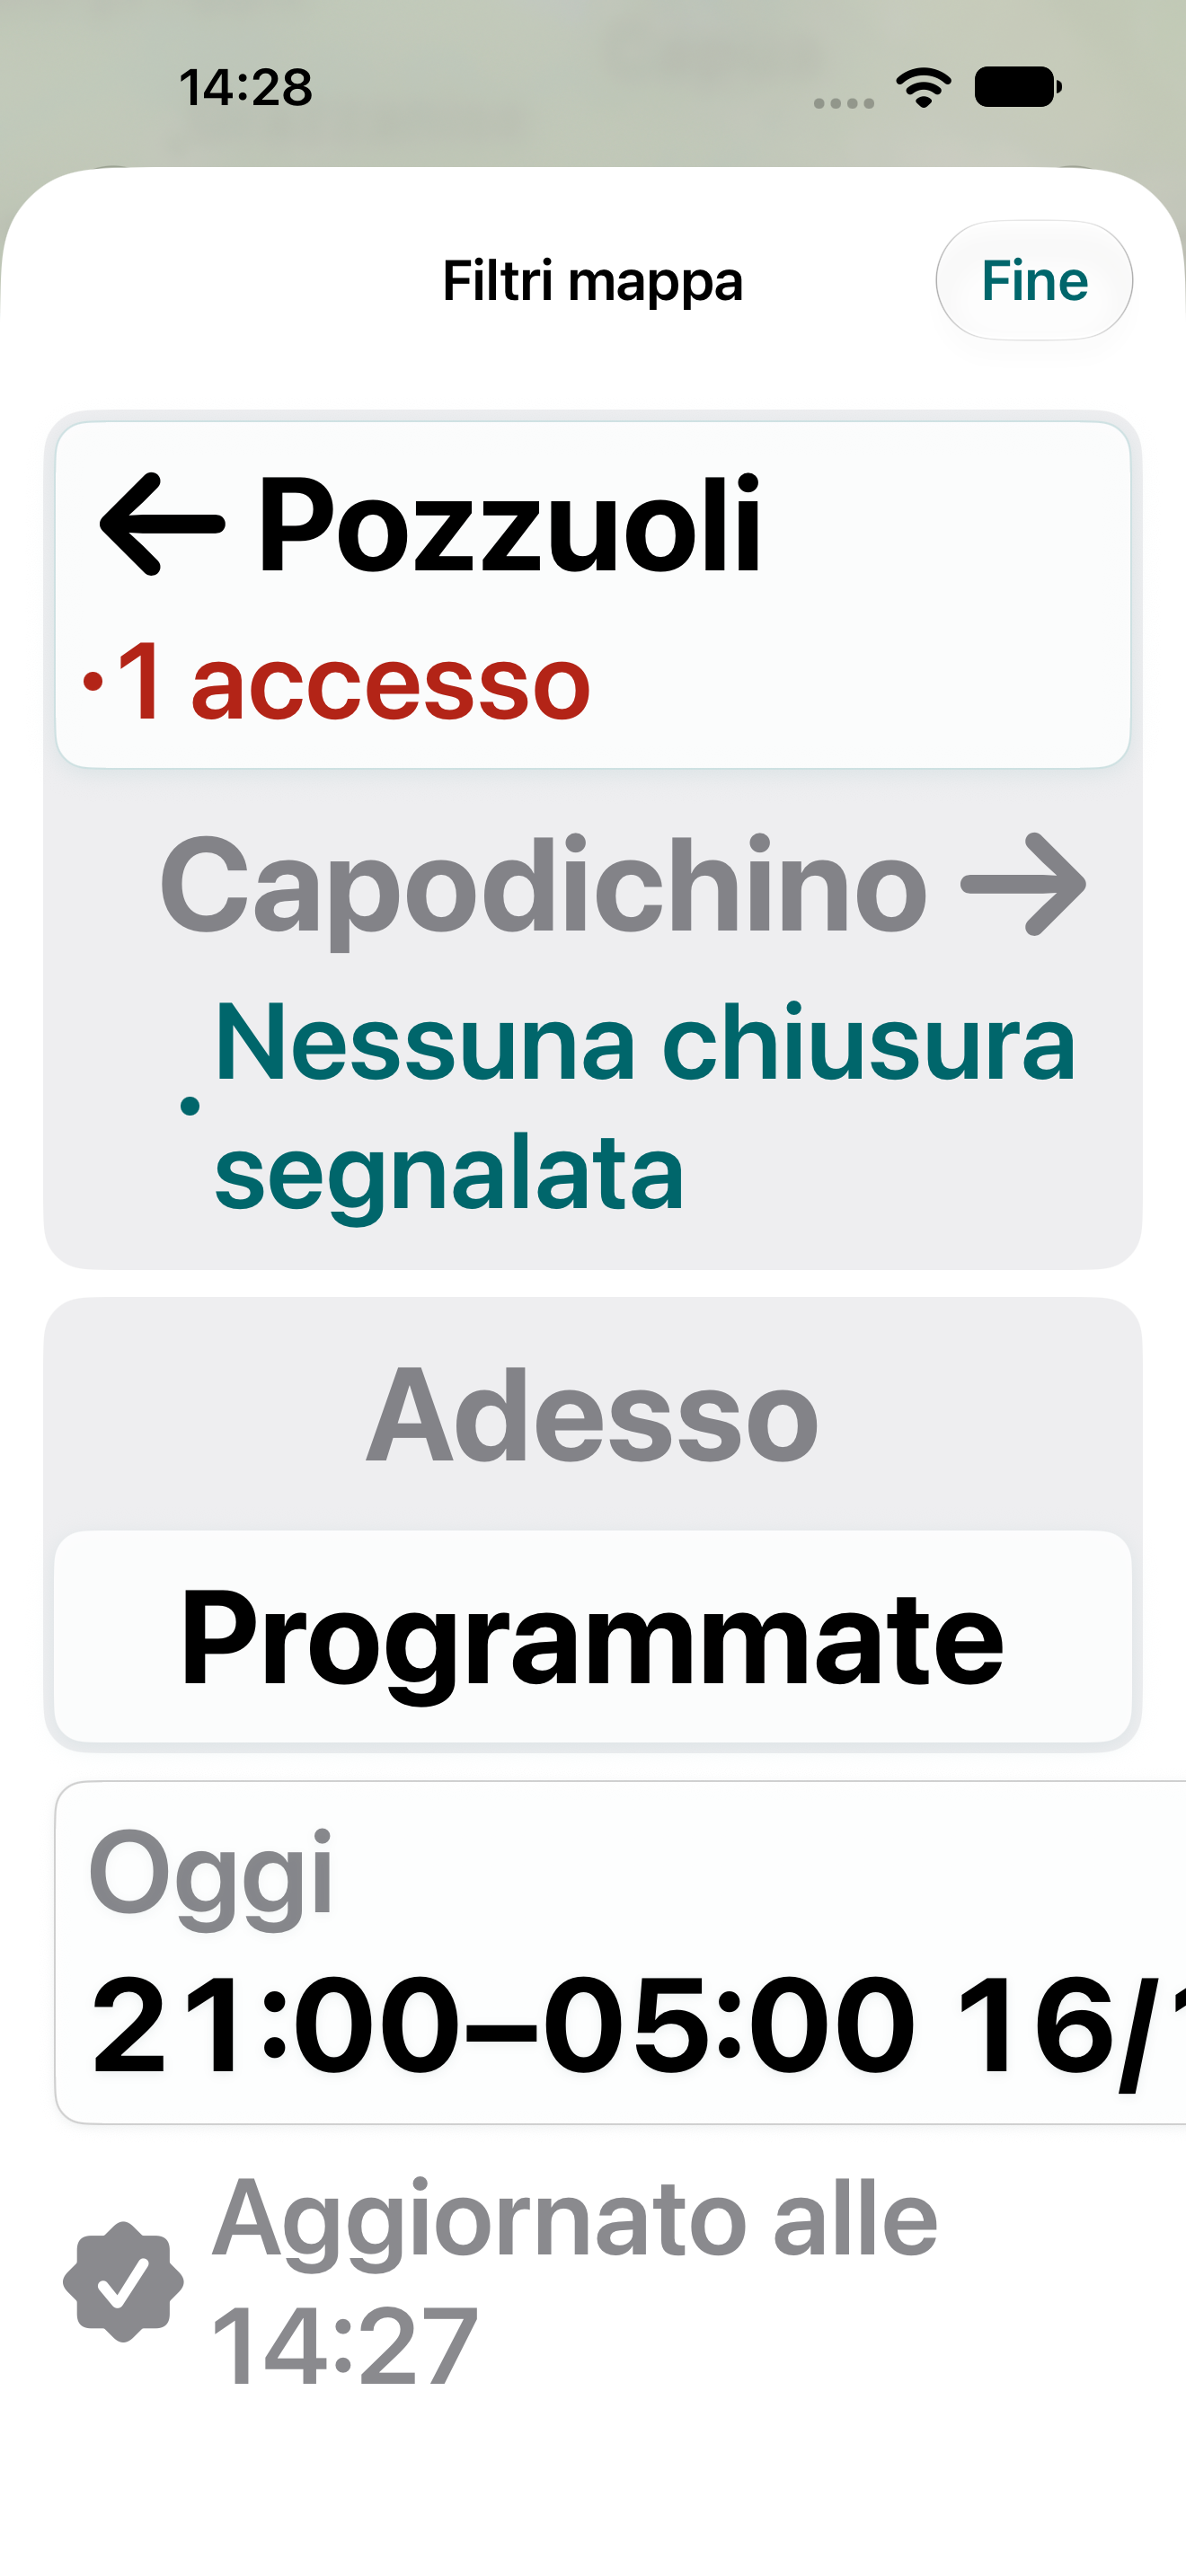 14:28
Filtri mappa
Fine
← Pozzuoli
·1 accesso
Capodichino →
· Nessuna chiusura
segnalata
Adesso
Programmate
Oggi
21:00–05:00 16/
Aggiornato alle
14:27